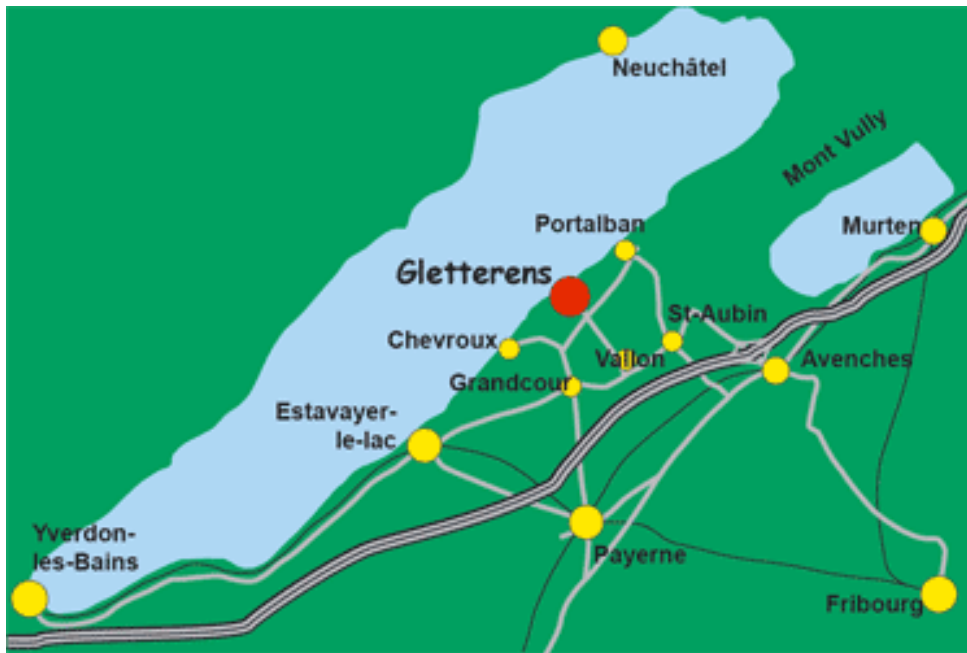 Neuchâtel
Mont Vully
Portalban
Murten
Gletterens
St-Aubin
Chevroux
Vallon
Avenches
Grandcour
Estavayer-
le-lac
Yverdon-
les-Bains
Payerne
Fribourg